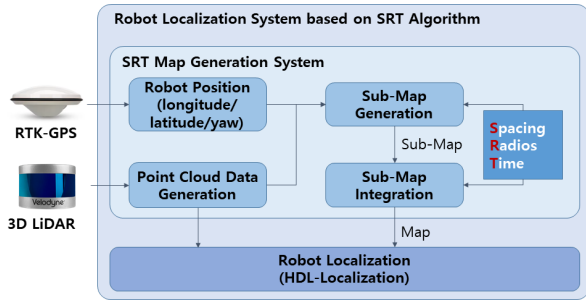 Robot Localization System based on SRT Algorithm
SRT Map Generation System
Robot Position
(longitude/
latitude/yaw)
Sub-Map
Generation
RTK-GPS
Spacing
Radios
Time
Sub-Map
Point Cloud Data
Generation
Sub-Map
Integration
Velodyne
3D LiDAR
Map
Robot Localization
(HDL-Localization)